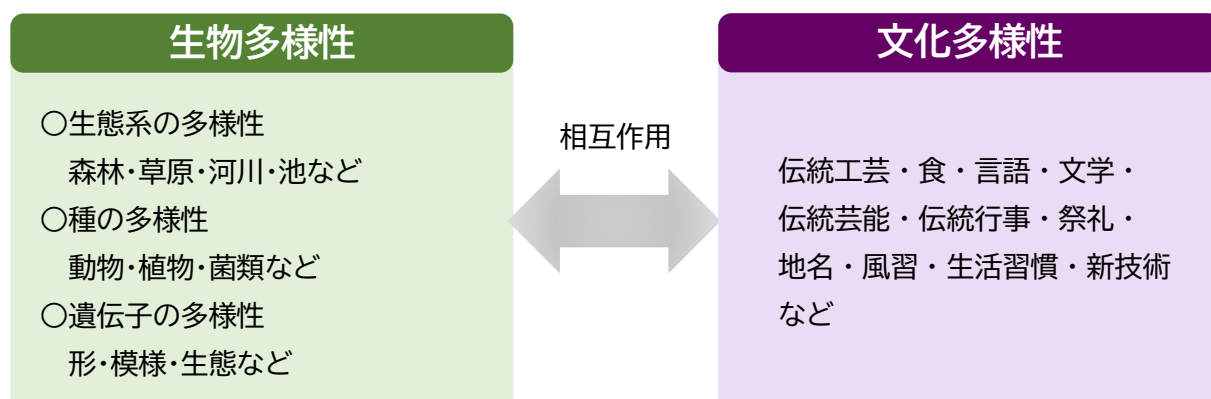 生物多様性
○生態系の多様性
森林・草原・河川・池など
○種の多様性
動物・植物・菌類など
○遺伝子の多様性
形・模様・生態など
相互作用
文化多様性
伝統工芸・食・言語・文学・
伝統芸能・伝統行事・祭礼・
地名・風習・生活習慣・新技術
など